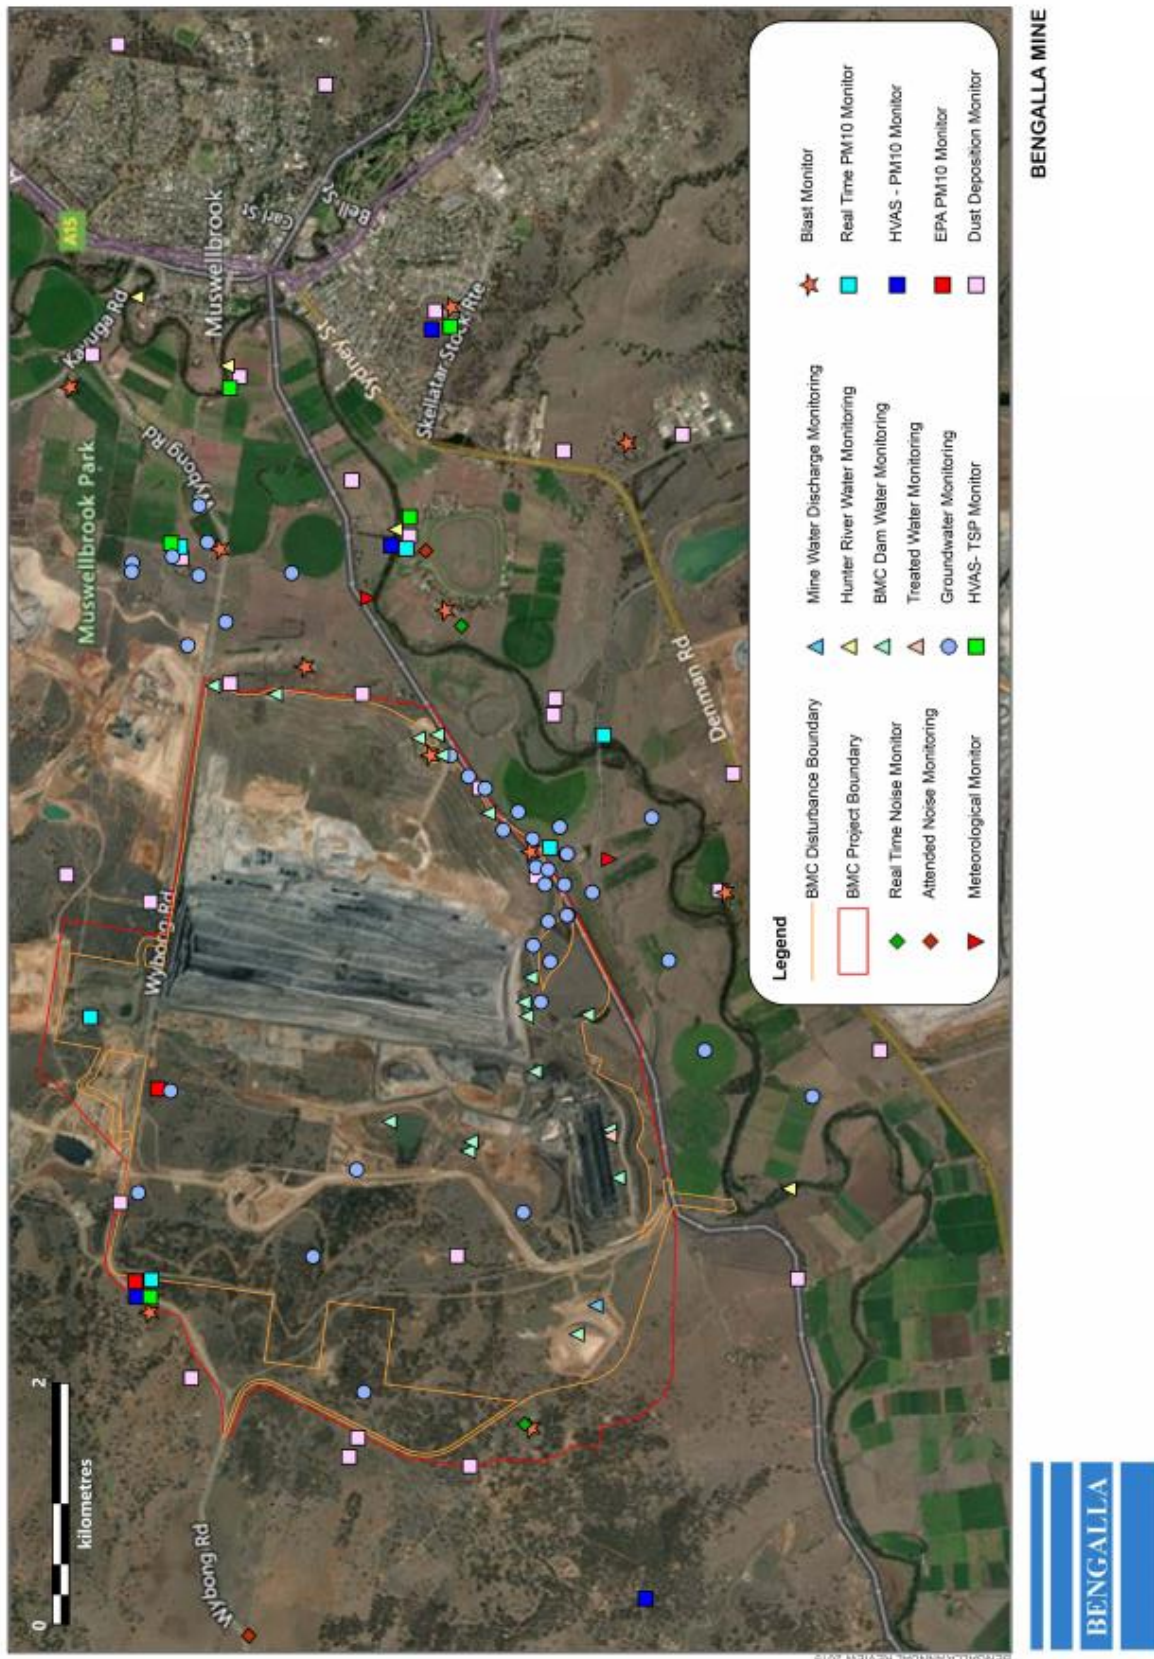 BENGALLA MINE
0
2
kilometres
Wybong Rd
Wybong Rd
Wybong Rd
Muswellbrook Park
Kayuga Rd
A15
Muswellbrook
Carl St
Bell St
Sydney St
Skellatar Stock Rte
Denman Rd
Legend
BMC Disturbance Boundary
BMC Project Boundary
Real Time Noise Monitor
Attended Noise Monitoring
Meteorological Monitor
Mine Water Discharge Monitoring
Hunter River Water Monitoring
BMC Dam Water Monitoring
Treated Water Monitoring
Groundwater Monitoring
HVAS- TSP Monitor
Blast Monitor
Real Time PM10 Monitor
HVAS - PM10 Monitor
EPA PM10 Monitor
Dust Deposition Monitor
BENGALLA